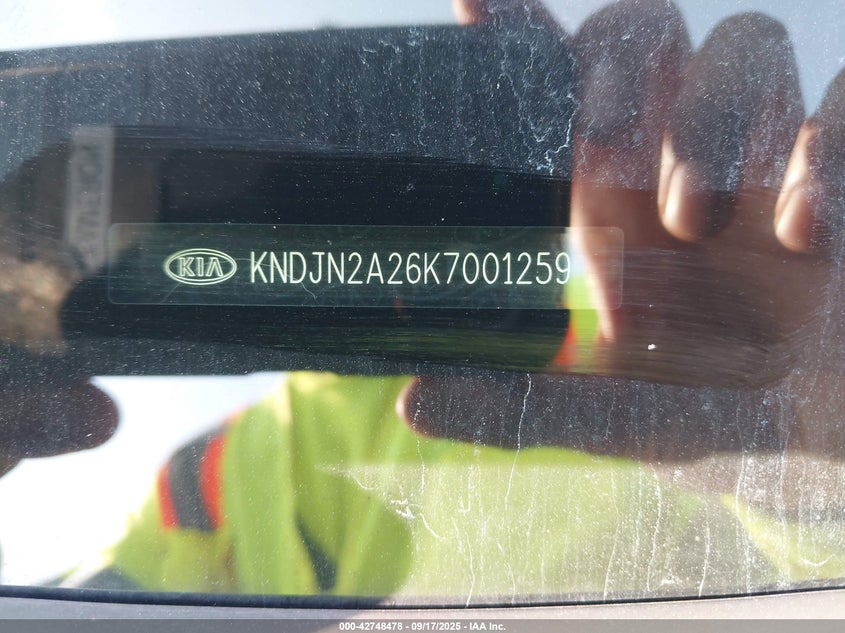 KIA KNDJN2A26K7001259
000-42748478 - 09/17/2025 - IAA Inc.